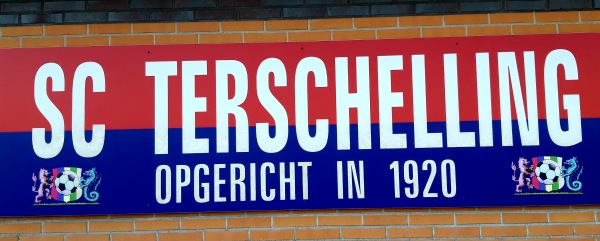 SC TERSCHELLING
OPGERICHT IN 1920